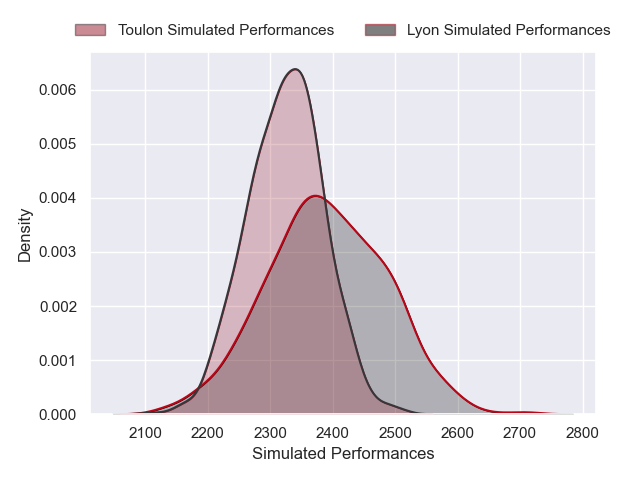 Toulon Simulated Performances Lyon Simulated Performances
0.006
0.005
0.004
0.003
0.002
0.001
0.000
Density
2100 2200 2300 2400 2500 2600 2700 2800
Simulated Performances